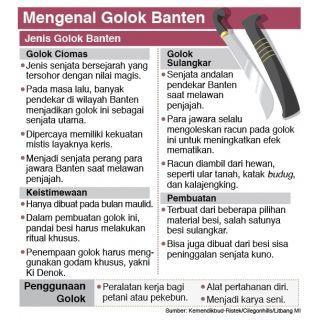 Mengenal Golok Banten
Jenis Golok Banten
Golok Ciomas
•Jenis senjata bersejarah yang
tersohor dengan nilai magis.
•Pada masa lalu, banyak
pendekar di wilayah Banten
menjadikan golok ini sebagai
senjata utama.
•Dipercaya memiliki kekuatan
mistis layaknya keris.
•Menjadi senjata perang para
jawara Banten saat melawan
penjajah.
Keistimewaan
•Hanya dibuat pada bulan maulid.
•Dalam pembuatan golok ini,
pandai besi harus melakukan
ritual khusus.
•Penempaan golok harus meng-
gunakan godam khusus, yakni
Ki Denok.
Golok
Sulangkar
•Senjata andalan
pendekar Banten
saat melawan
penjajah.
•Para jawara selalu
mengoleskan racun pada golok
ini untuk meningkatkan efek
mematikan.
•Racun diambil dari hewan,
seperti ular tanah, katak budug,
dan kalajengking.
Pembuatan
•Terbuat dari beberapa pilihan
material besi, salah satunya
besi sulangkar.
•Bisa juga dibuat dari besi sisa
peninggalan senjata kuno.
Penggunaan
Golok
•Peralatan kerja bagi
petani atau pekebun.
•Alat pertahanan diri.
•Menjadi karya seni.
Sumber: Kemendikbud-Ristek/Cilegonhills/Litbang MI